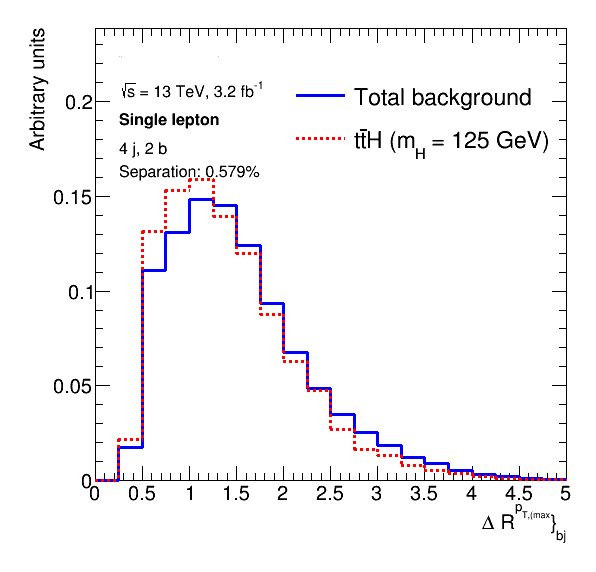 Arbitrary units
√s = 13 TeV, 3.2 fb⁻¹
Single lepton
4 j, 2 b
Separation: 0.579%
Total background
tt̄H (m_H = 125 GeV)
0.2
0.15
0.1
0.05
0
0 0.5 1 1.5 2 2.5 3 3.5 4 4.5 5
Δ R^{p_{T,(max}}}_{bj}